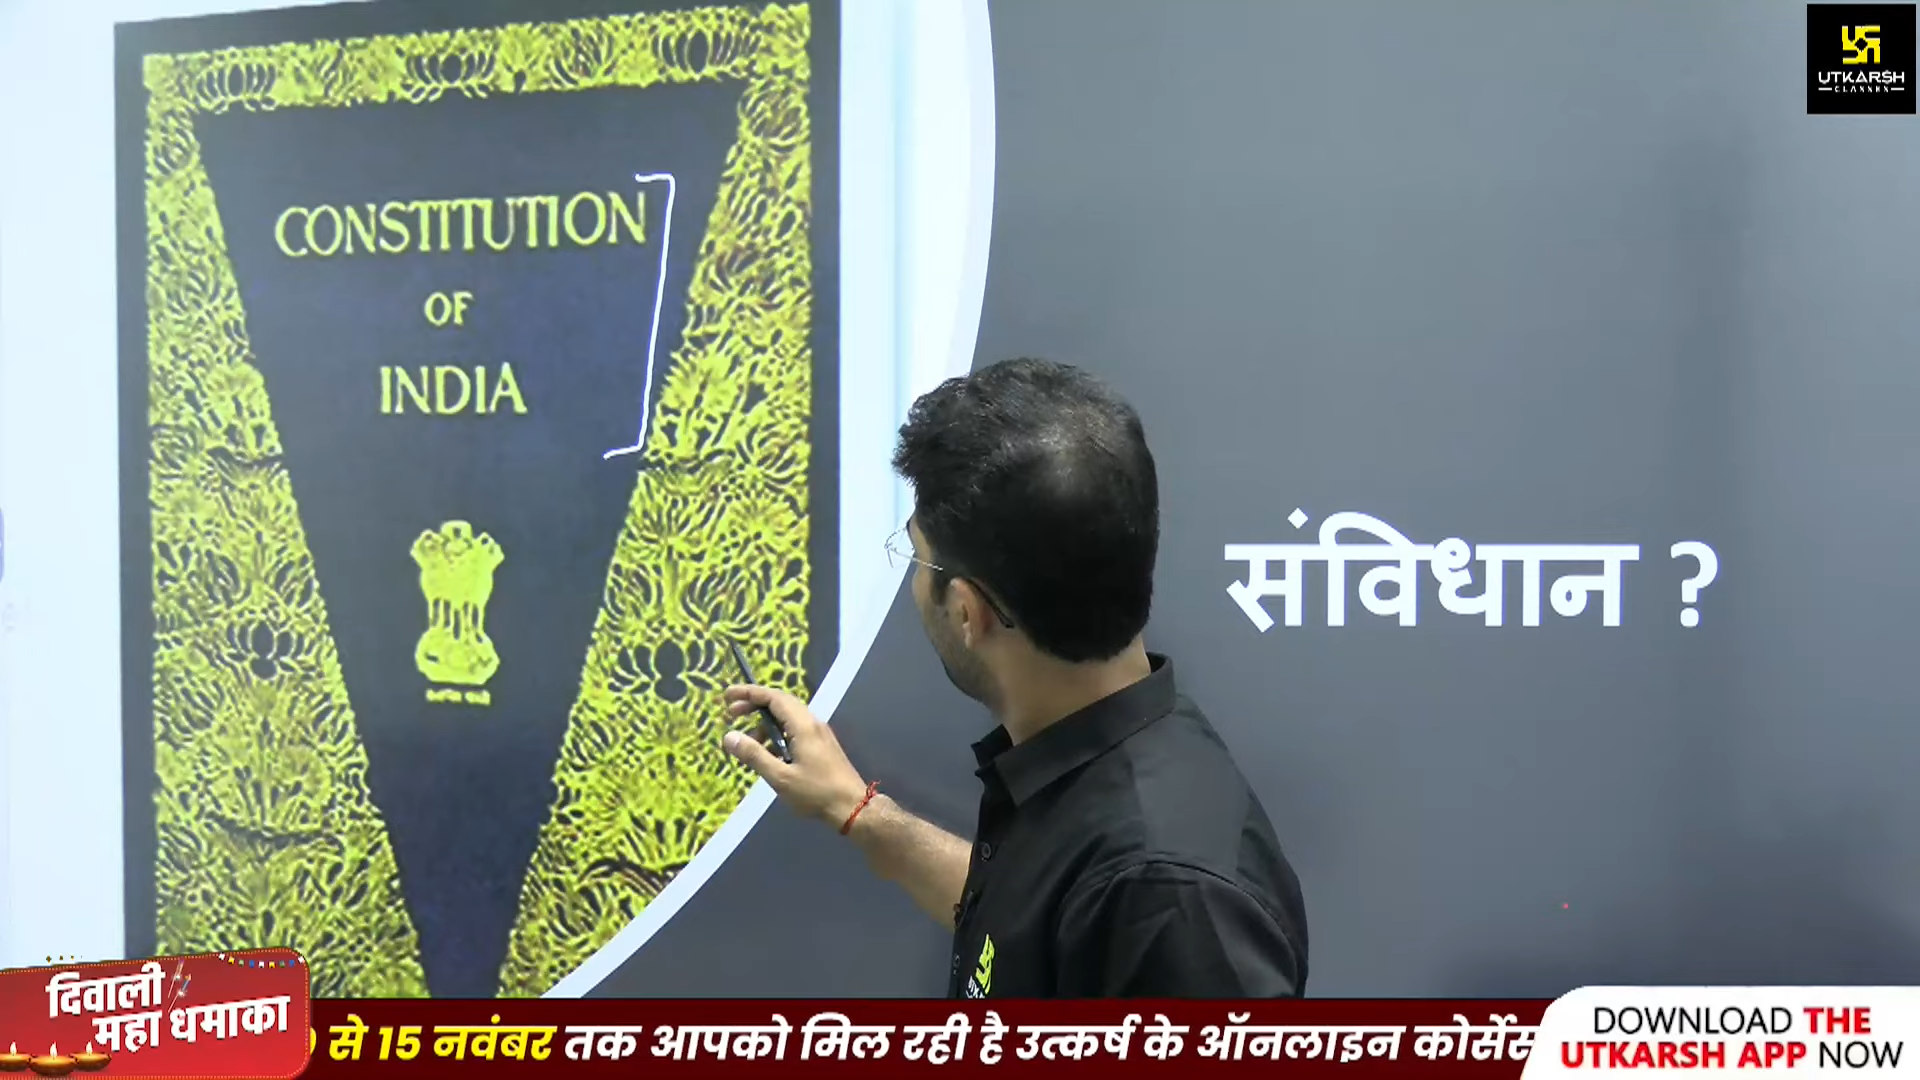 CONSTITUTION
OF
INDIA
संविधान ?
UTKARSH
CLASSES
दिवाली
महा धमाका
से 15 नवंबर तक आपको मिल रही है उत्कर्ष के ऑनलाइन कोर्सेस
DOWNLOAD THE
UTKARSH APP NOW